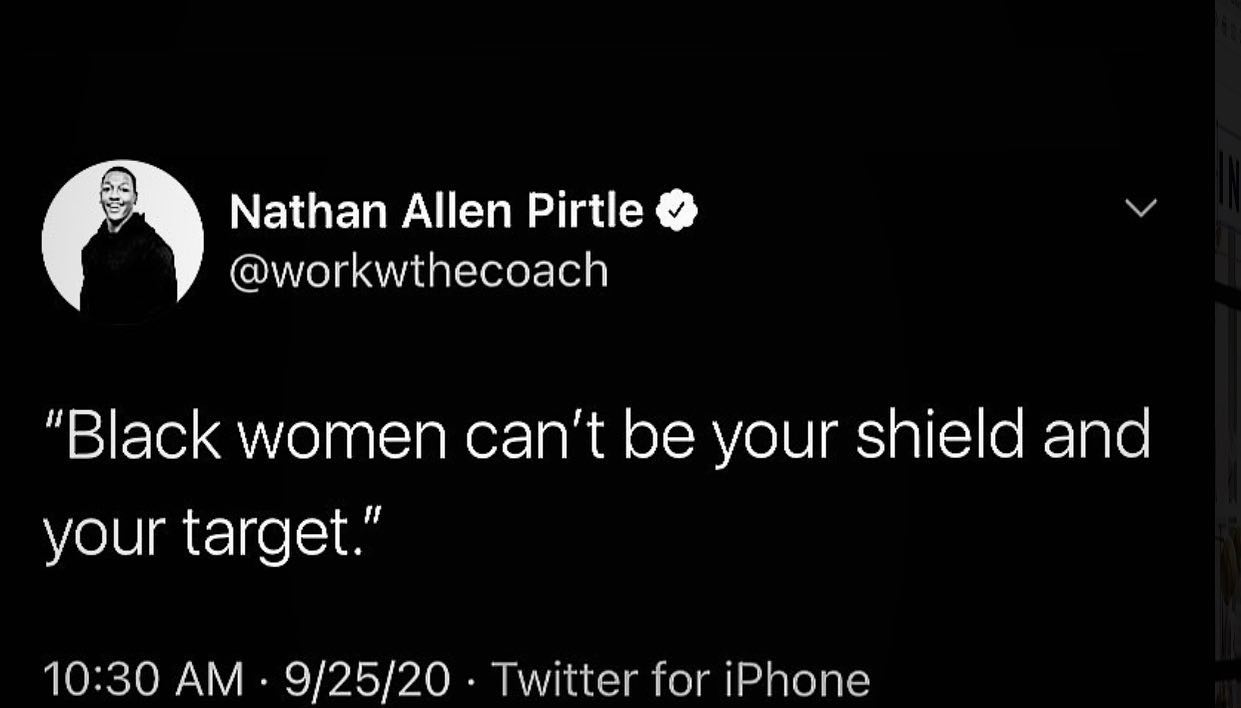 Nathan Allen Pirtle
@workwthecoach
“Black women can’t be your shield and
your target.”
10:30 AM · 9/25/20 · Twitter for iPhone